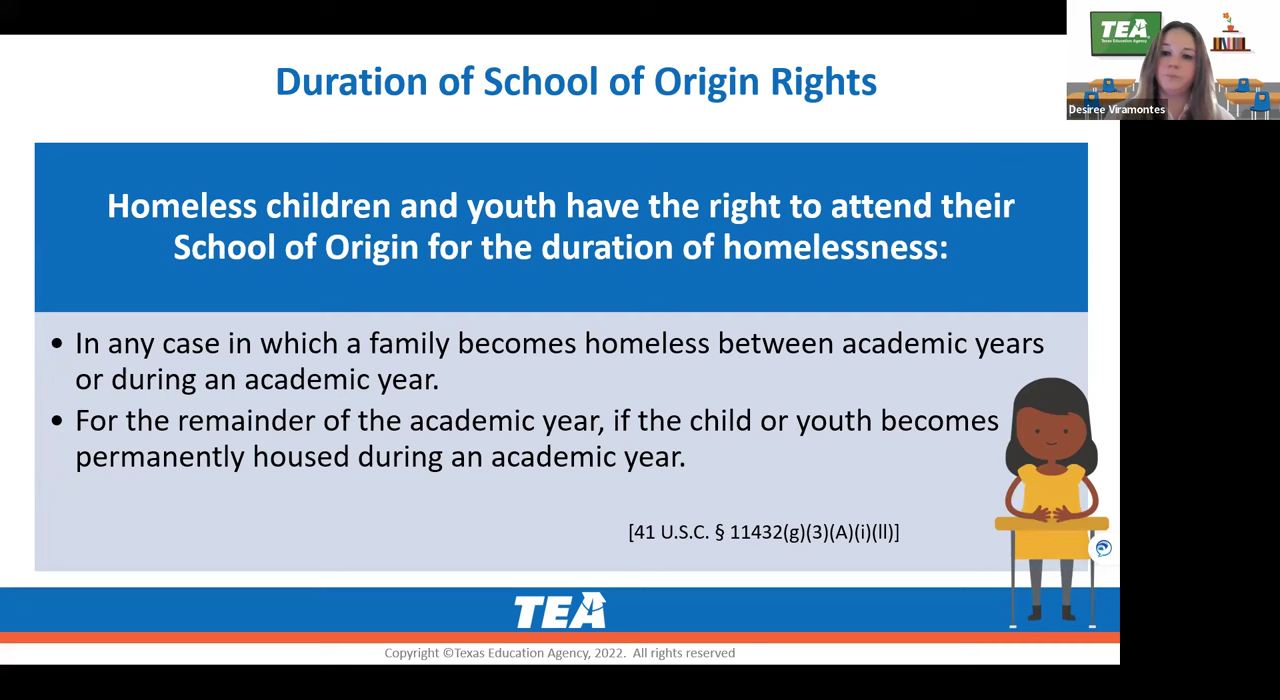 TEA
Texas Education Agency
Desiree Viramontes
Duration of School of Origin Rights
Homeless children and youth have the right to attend their
School of Origin for the duration of homelessness:
• In any case in which a family becomes homeless between academic years
or during an academic year.
• For the remainder of the academic year, if the child or youth becomes
permanently housed during an academic year.
[41 U.S.C. § 11432(g)(3)(A)(i)(ll)]
TEA
Copyright ©Texas Education Agency, 2022. All rights reserved